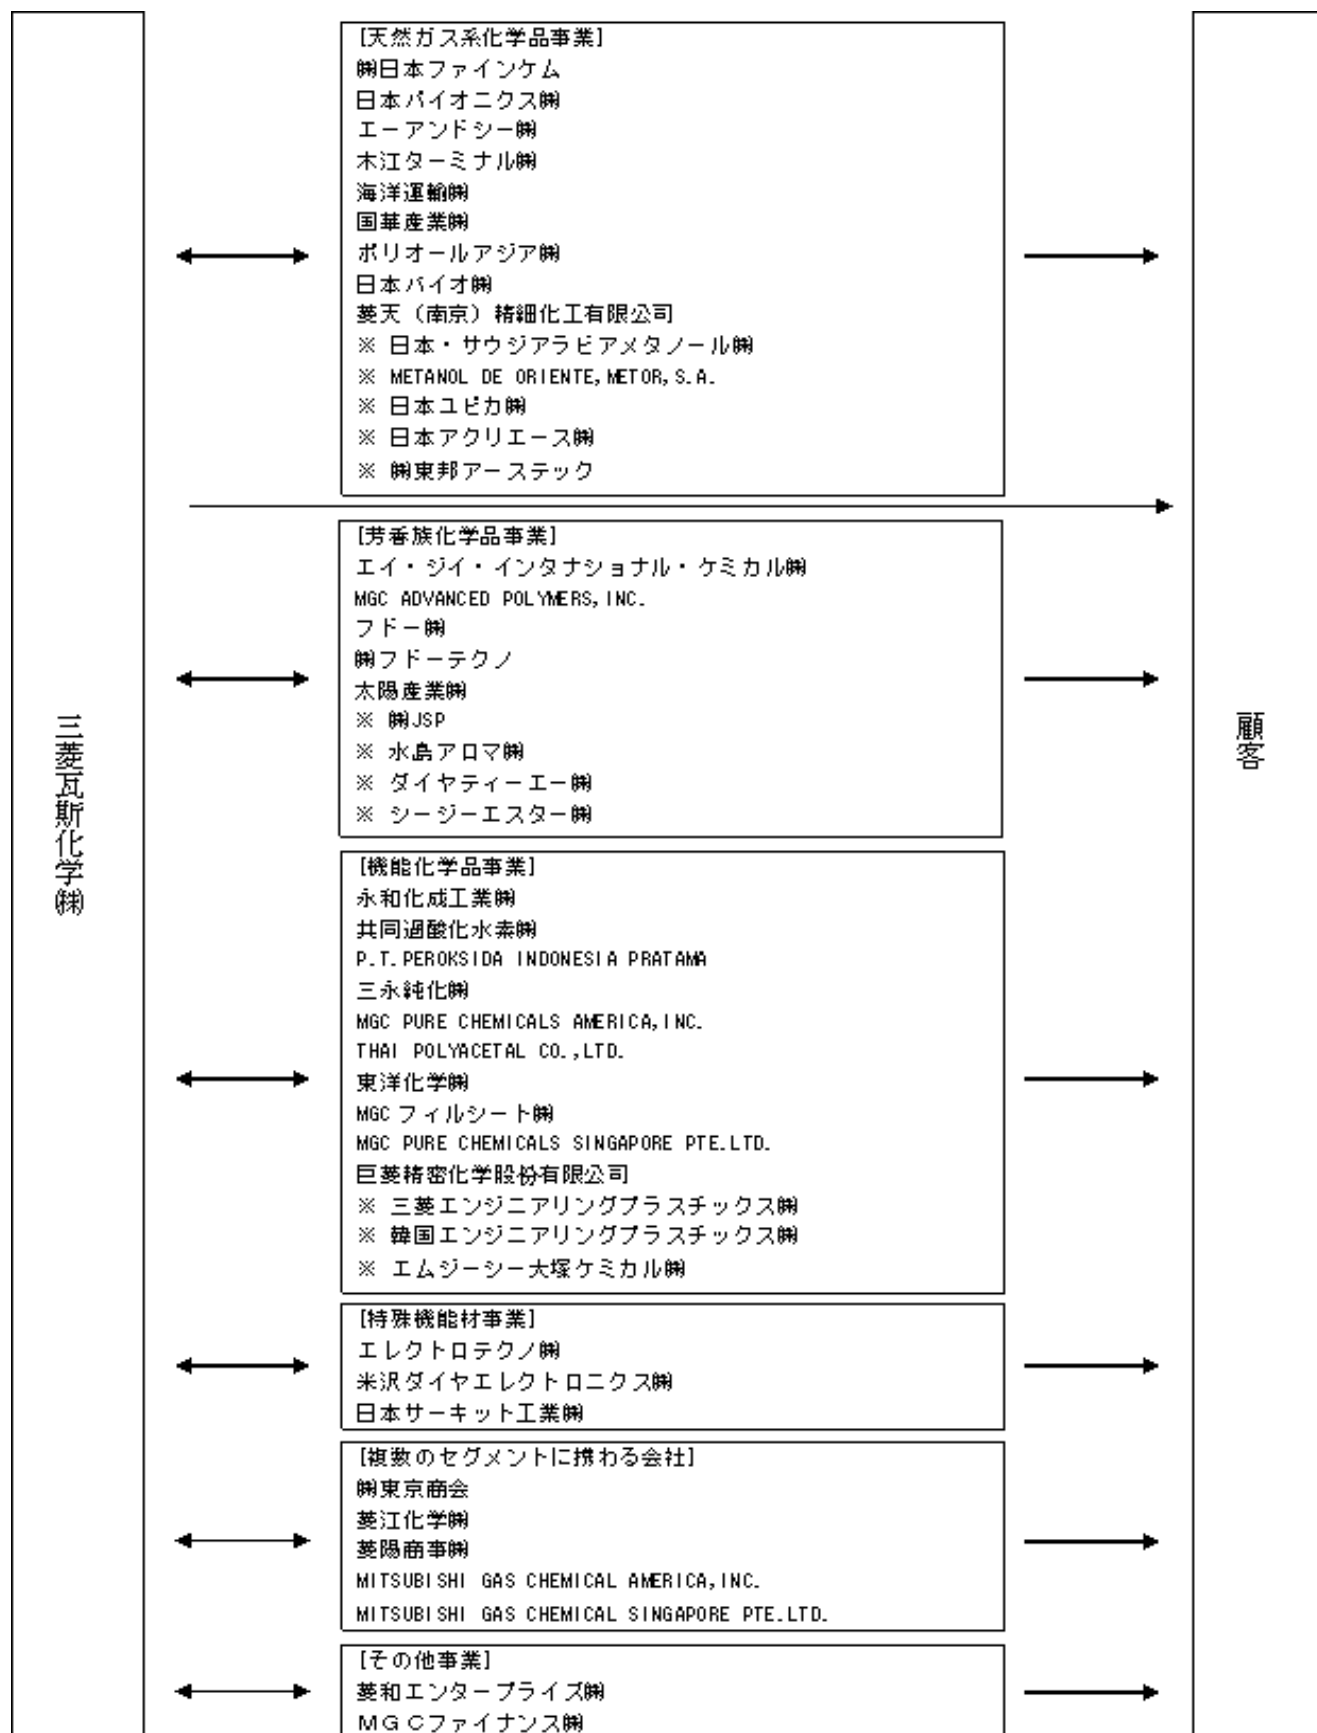 三菱瓦斯化学㈱
[天然ガス系化学品事業]
㈱日本ファインケム
日本パイオニクス㈱
エーアンドシー㈱
木江ターミナル㈱
海洋運輸㈱
国華産業㈱
ポリオールアジア㈱
日本バイオ㈱
菱天（南京）精細化工有限公司
※ 日本・サウジアラビアメタノール㈱
※ METANOL DE ORIENTE,METOR,S.A.
※ 日本ユピカ㈱
※ 日本アクリエース㈱
※ ㈱東邦アーステック
[芳香族化学品事業]
エイ・ジイ・インタナショナル・ケミカル㈱
MGC ADVANCED POLYMERS,INC.
フドー㈱
㈱フドーテクノ
太陽産業㈱
※ ㈱JSP
※ 水島アロマ㈱
※ ダイヤティーエー㈱
※ シージーエスター㈱
[機能化学品事業]
永和化成工業㈱
共同過酸化水素㈱
P.T.PEROKSIDA INDONESIA PRATAMA
三永純化㈱
MGC PURE CHEMICALS AMERICA,INC.
THAI POLYACETAL CO.,LTD.
東洋化学㈱
MGCフィルシート㈱
MGC PURE CHEMICALS SINGAPORE PTE.LTD.
巨菱精密化学股份有限公司
※ 三菱エンジニアリングプラスチックス㈱
※ 韓国エンジニアリングプラスチックス㈱
※ エムジーシー大塚ケミカル㈱
[特殊機能材事業]
エレクトロテクノ㈱
米沢ダイヤエレクトロニクス㈱
日本サーキット工業㈱
[複数のセグメントに携わる会社]
㈱東京商会
菱江化学㈱
菱陽商事㈱
MITSUBISHI GAS CHEMICAL AMERICA,INC.
MITSUBISHI GAS CHEMICAL SINGAPORE PTE.LTD.
[その他事業]
菱和エンタープライズ㈱
ＭＧＣファイナンス㈱
顧客